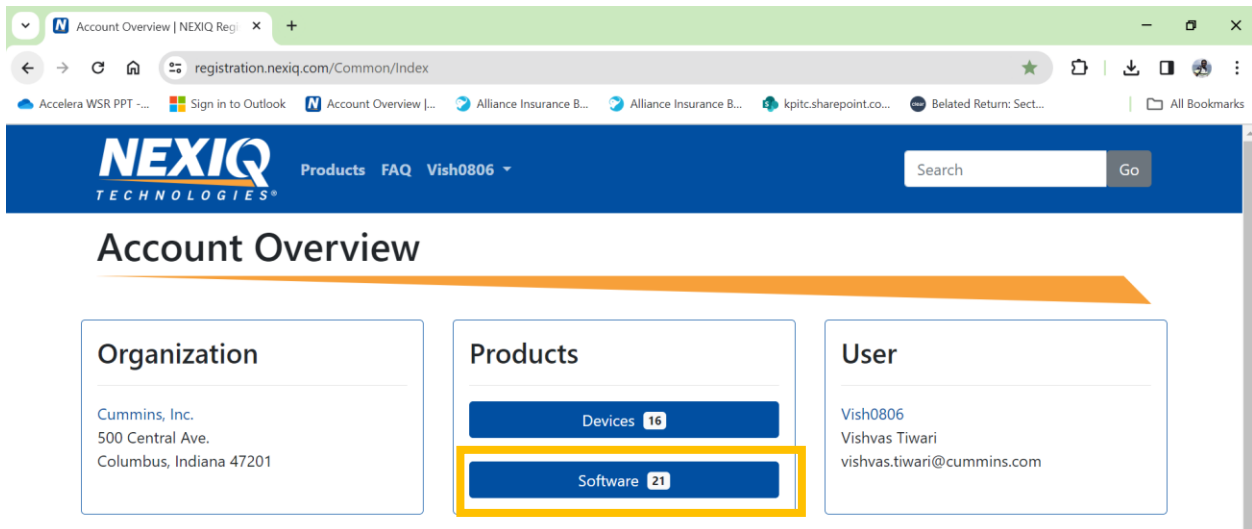 Account Overview | NEXIQ Regi
registration.nexiq.com/Common/Index
Accelera WSR PPT -... Sign in to Outlook Account Overview |... Alliance Insurance B... Alliance Insurance B... kpitc.sharepoint.co... Belated Return: Sect... All Bookmarks
NEXIQ
TECHNOLOGIES®
Products FAQ Vish0806 Search Go
Account Overview
Organization
Cummins, Inc.
500 Central Ave.
Columbus, Indiana 47201
Products
Devices 16
Software 21
User
Vish0806
Vishvas Tiwari
vishvas.tiwari@cummins.com